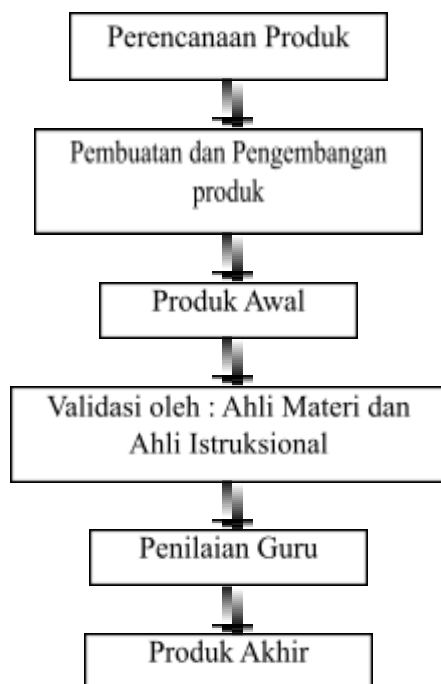 Perencanaan Produk
Pembuatan dan Pengembangan
produk
Produk Awal
Validasi oleh : Ahli Materi dan
Ahli Istruksional
Penilaian Guru
Produk Akhir